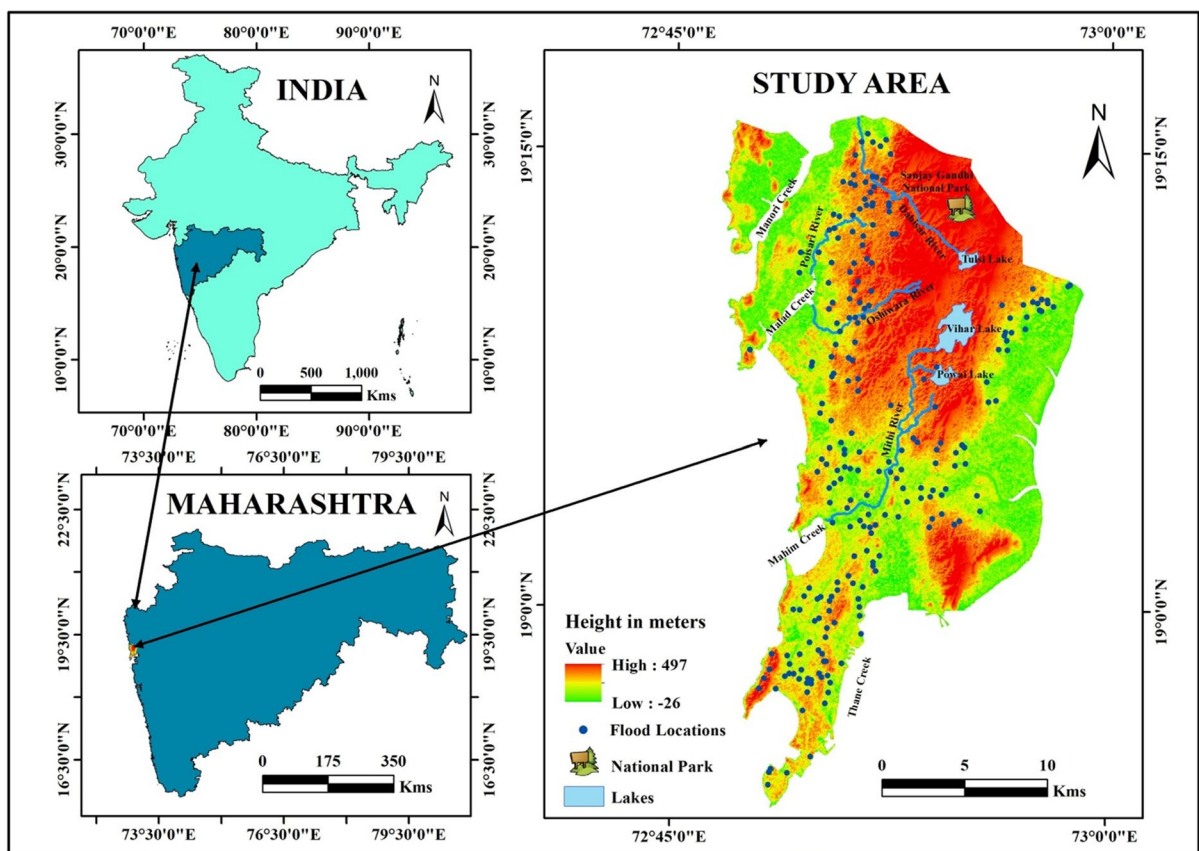 70°0'0"E 80°0'0"E 90°0'0"E
INDIA
N
30°0'0"N
20°0'0"N
10°0'0"N
30°0'0"N
20°0'0"N
10°0'0"N
0 500 1,000
Kms
70°0'0"E 80°0'0"E 90°0'0"E
73°30'0"E 76°30'0"E 79°30'0"E
MAHARASHTRA
N
22°30'0"N
19°30'0"N
16°30'0"N
22°30'0"N
19°30'0"N
16°30'0"N
0 175 350
Kms
73°30'0"E 76°30'0"E 79°30'0"E
72°45'0"E 73°0'0"E
STUDY AREA
N
19°15'0"N
19°0'0"N
19°15'0"N
19°0'0"N
Sanjay Gandhi
National Park
Manori Creek
Poisari River
Dahisar River
Tulsi Lake
Malad Creek
Oshiwara River
Vihar Lake
Powai Lake
Mithi River
Mahim Creek
Thane Creek
Height in meters
Value
High : 497
Low : -26
Flood Locations
National Park
Lakes
0 5 10
Kms
72°45'0"E 73°0'0"E